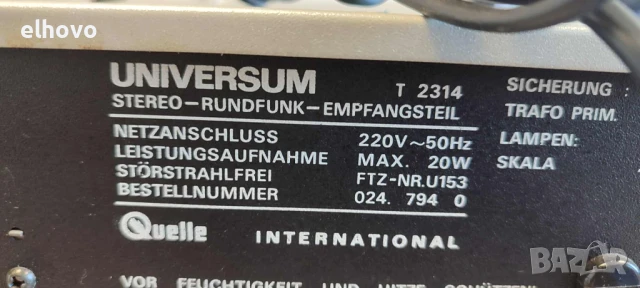 elhovo
UNIVERSUM T 2314
STEREO-RUNDFUNK-EMPFANGSTEIL
NETZANSCHLUSS 220V~50Hz
LEISTUNGSAUFNAHME MAX. 20W
STÖRSTRAHLFREI FTZ-NR.U153
BESTELLNUMMER 024. 794 0
Quelle INTERNATIONAL
VOR FEUCHTIGKEIT UND HITZE SCHÜTZEN!
SICHERUNG :
TRAFO PRIM.
LAMPEN:
SKALA
BAZAR